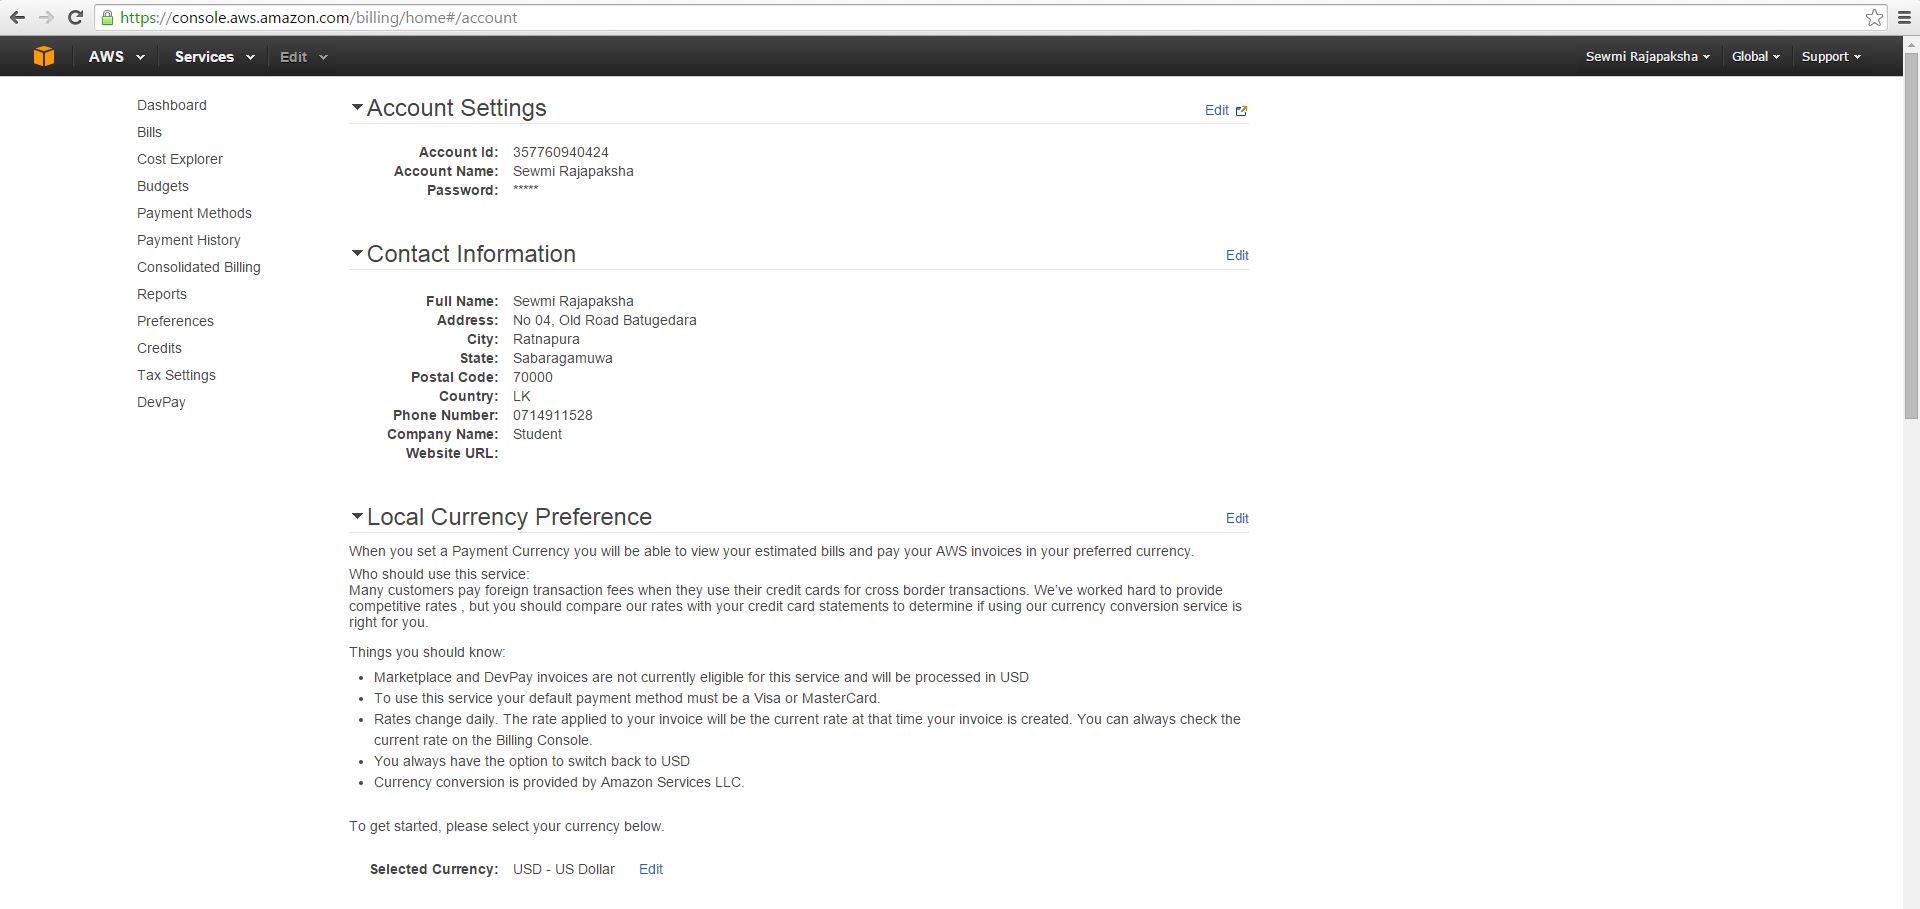 https://console.aws.amazon.com/billing/home#/account
AWS Services Edit Sewmi Rajapaksha Global Support
Dashboard
Bills
Cost Explorer
Budgets
Payment Methods
Payment History
Consolidated Billing
Reports
Preferences
Credits
Tax Settings
DevPay
Account Settings Edit
Account Id: 357760940424
Account Name: Sewmi Rajapaksha
Password: *****
Contact Information Edit
Full Name: Sewmi Rajapaksha
Address: No 04, Old Road Batugedara
City: Ratnapura
State: Sabaragamuwa
Postal Code: 70000
Country: LK
Phone Number: 0714911528
Company Name: Student
Website URL:
Local Currency Preference Edit
When you set a Payment Currency you will be able to view your estimated bills and pay your AWS invoices in your preferred currency.
Who should use this service:
Many customers pay foreign transaction fees when they use their credit cards for cross border transactions. We've worked hard to provide
competitive rates , but you should compare our rates with your credit card statements to determine if using our currency conversion service is
right for you.
Things you should know:
• Marketplace and DevPay invoices are not currently eligible for this service and will be processed in USD
• To use this service your default payment method must be a Visa or MasterCard.
• Rates change daily. The rate applied to your invoice will be the current rate at that time your invoice is created. You can always check the
current rate on the Billing Console.
• You always have the option to switch back to USD
• Currency conversion is provided by Amazon Services LLC.
To get started, please select your currency below.
Selected Currency: USD - US Dollar Edit